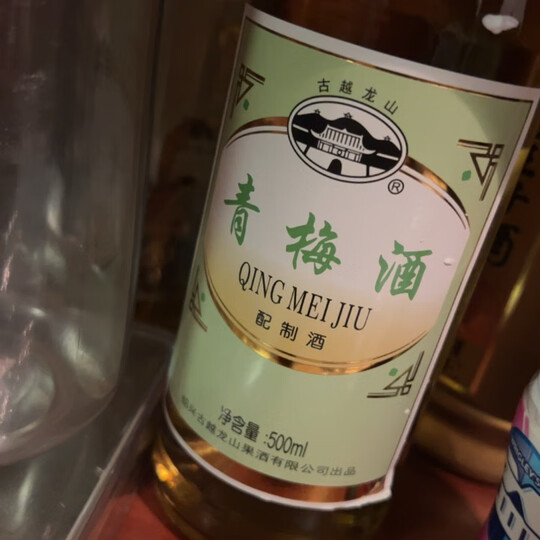 古越龙山
®
青梅酒
QING MEI JIU
配制酒
净含量:500ml
绍兴古越龙山果酒有限公司出品